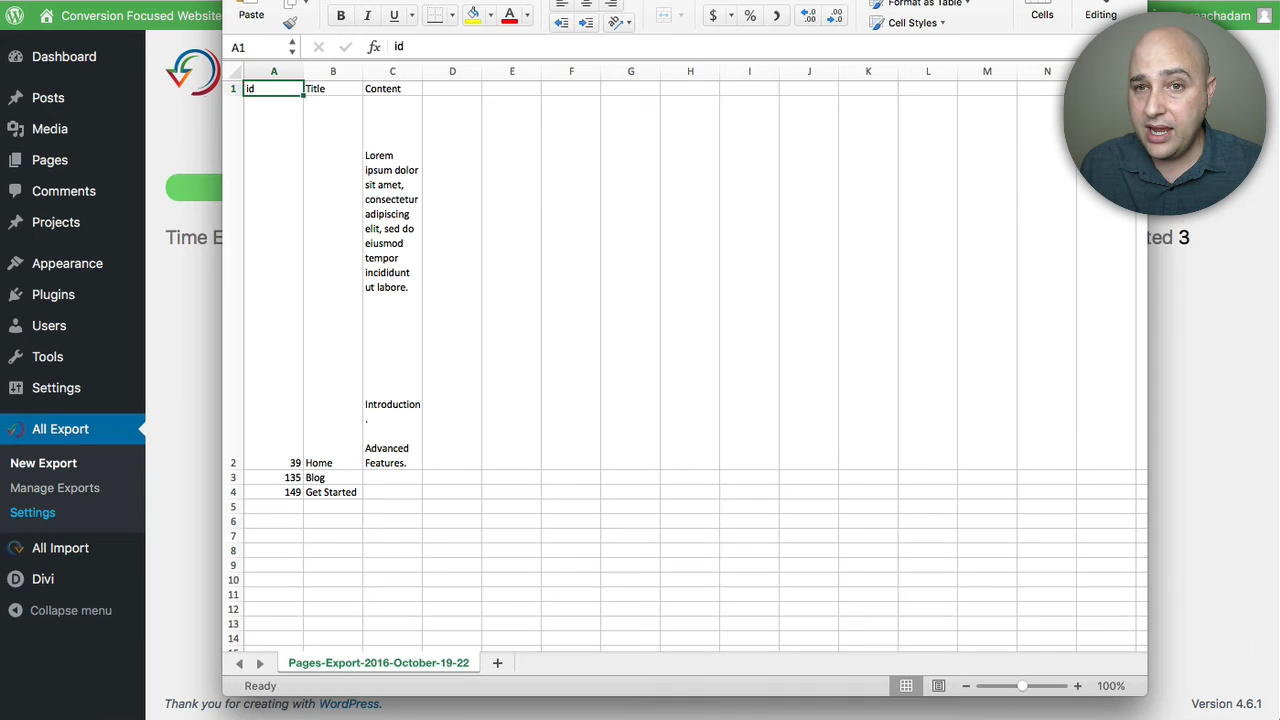 Conversion Focused Website
Dashboard
Posts
Media
Pages
Comments
Projects
Appearance
Plugins
Users
Tools
Settings
All Export
New Export
Manage Exports
Settings
All Import
Divi
Collapse menu
Time E
ted 3
Paste
B I U
A
$ % ,
Format as Table
Cell Styles
Cells
Editing
eachadam
A1
fx id
A B C D E F G H I J K L M N
1 id Title Content
Lorem
ipsum dolor
sit amet,
consectetur
adipiscing
elit, sed do
eiusmod
tempor
incididunt
ut labore.
Introduction
.
Advanced
2 39 Home Features.
3 135 Blog
4 149 Get Started
5
6
7
8
9
10
11
12
13
14
Pages-Export-2016-October-19-22
Ready
100%
Thank you for creating with WordPress.
Version 4.6.1